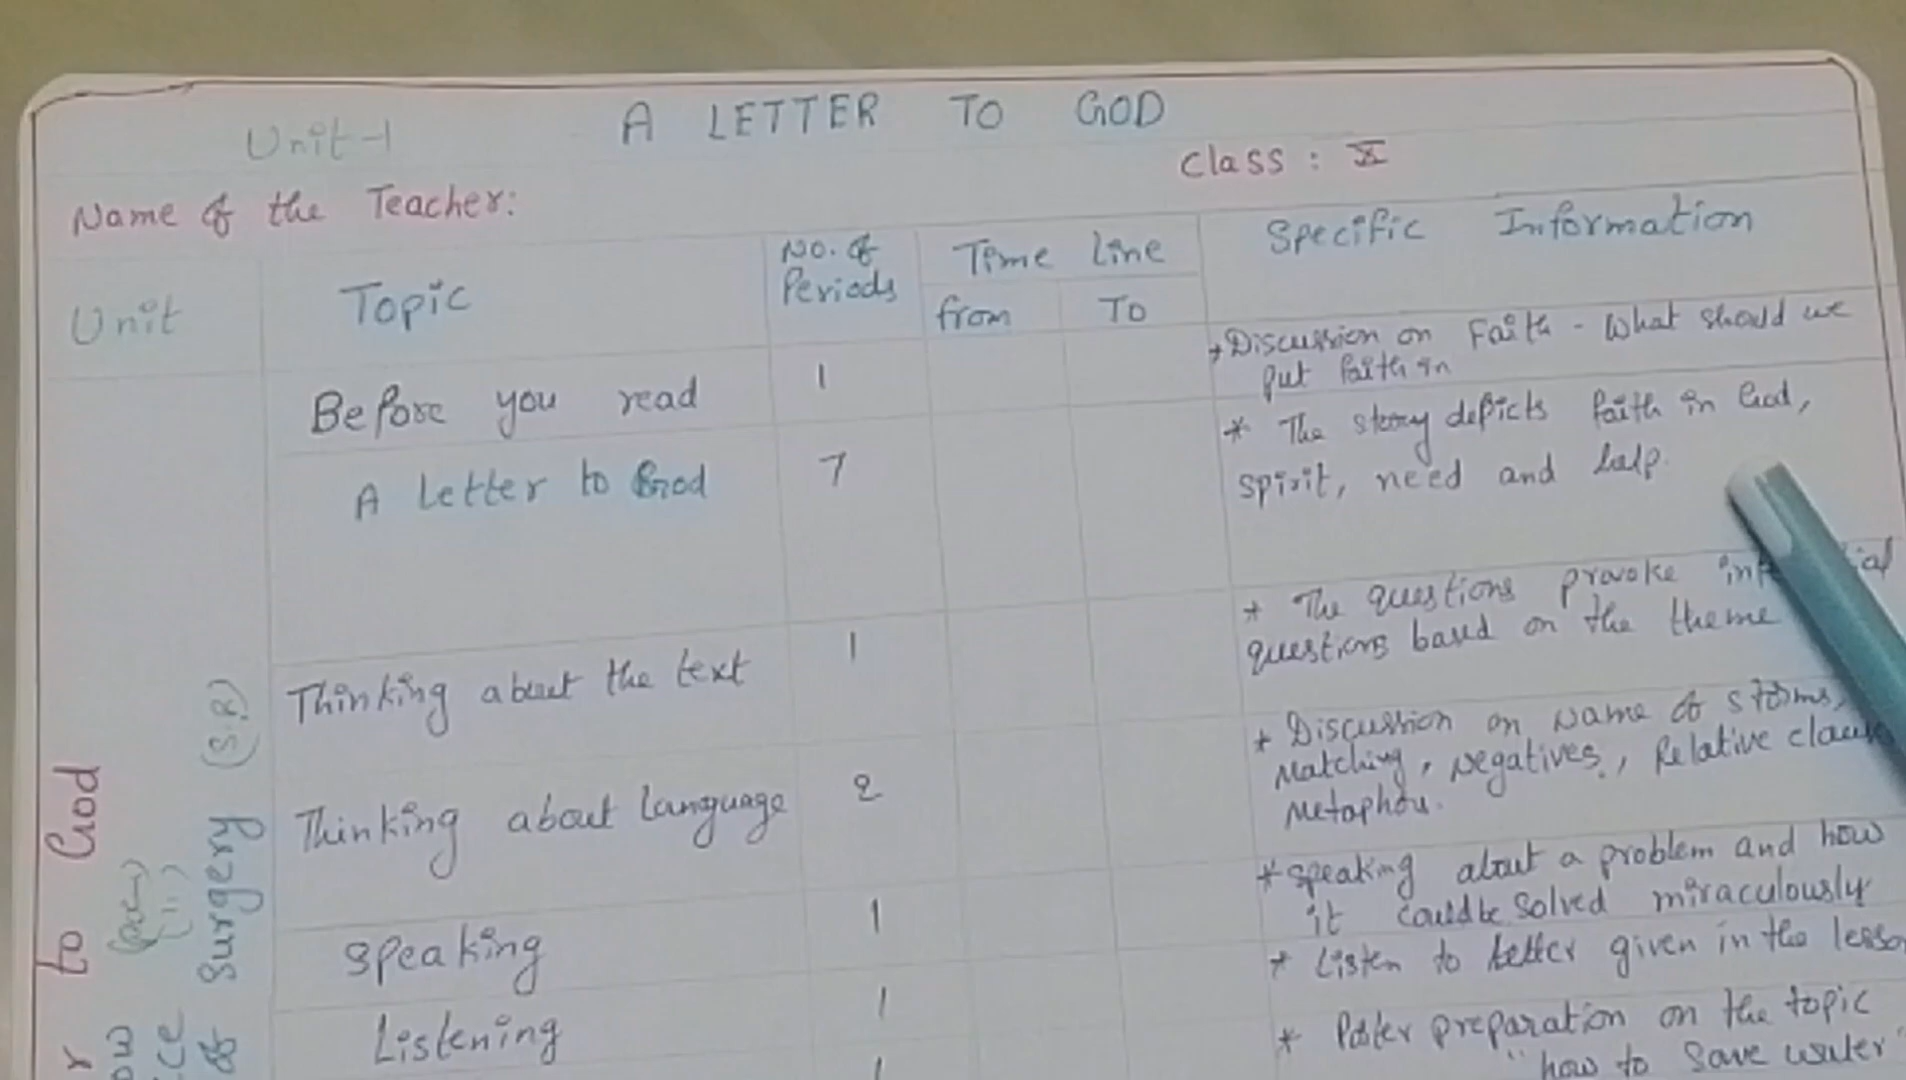 Unit-1
A LETTER TO GOD
Class : X
Name of the Teacher:
Unit
Topic
No. of Periods
Time line
from
To
Specific Information
Before you read
1
* Discussion on Faith - What should we
put faith in
A Letter to God
7
* The story depicts faith in God,
spirit, need and help.
Thinking about the text
1
* The questions provoke
questions based on the theme
Thinking about language
2
* Discussion on Name of storms,
Matching, Negatives, Relative
Metaphor.
Speaking
1
* Speaking about a problem and how
it could be solved miraculously
Listening
1
* Listen to letter given in the
1
* Poster preparation on the topic
"how to save water"
to God
(S.R)
Surgery
(ii)
of